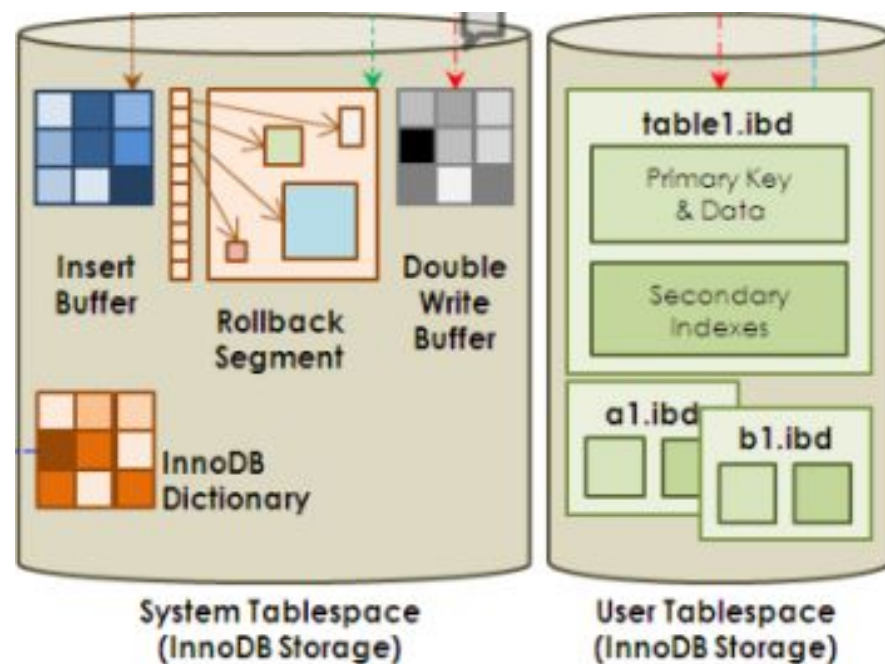 table1.ibd
Primary Key
& Data
Insert
Buffer
Rollback
Segment
Double
Write
Buffer
Secondary
Indexes
a1.ibd
b1.ibd
InnoDB
Dictionary
System Tablespace
(InnoDB Storage)
User Tablespace
(InnoDB Storage)